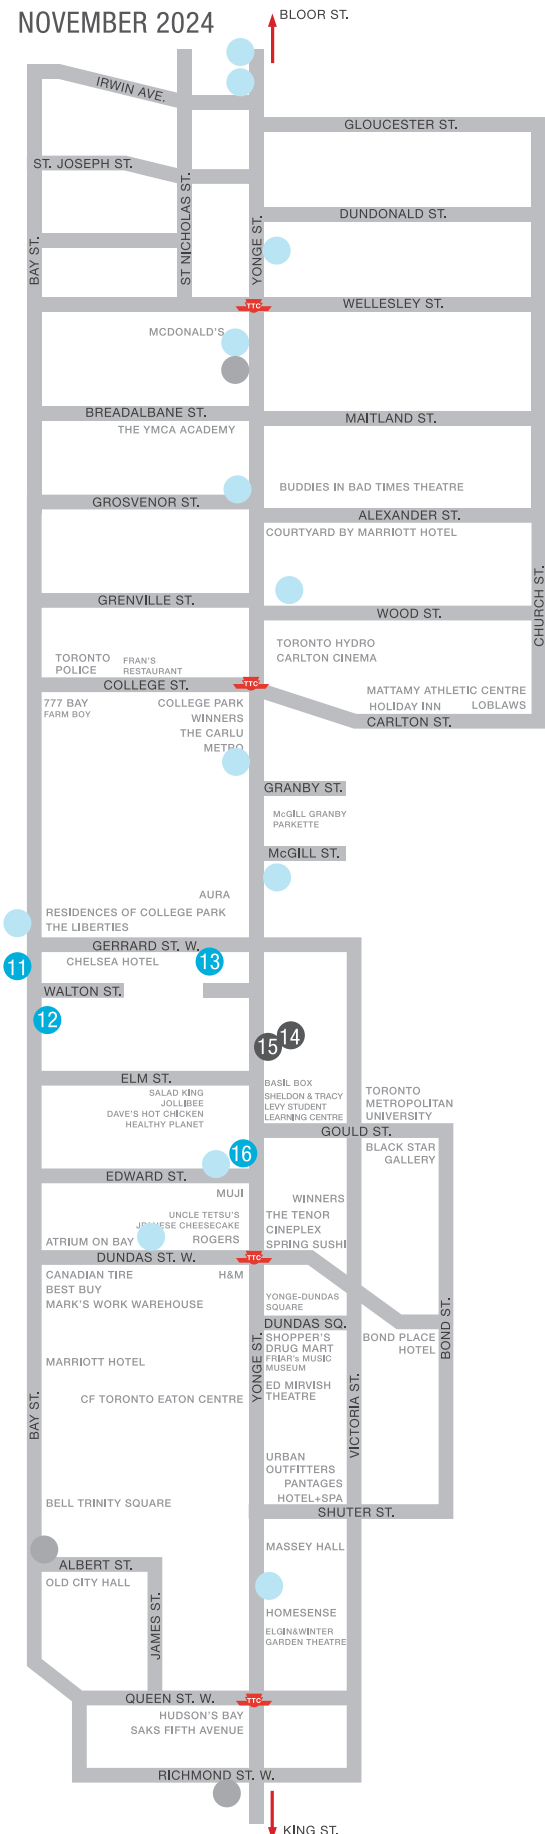 NOVEMBER 2024
BLOOR ST.
IRWIN AVE.
GLOUCESTER ST.
ST. JOSEPH ST.
ST NICHOLAS ST.
DUNDONALD ST.
BAY ST.
YONGE ST.
TTC
WELLESLEY ST.
MCDONALD'S
BREADALBANE ST.
MAITLAND ST.
THE YMCA ACADEMY
BUDDIES IN BAD TIMES THEATRE
GROSVENOR ST.
ALEXANDER ST.
COURTYARD BY MARRIOTT HOTEL
CHURCH ST.
GRENVILLE ST.
WOOD ST.
TORONTO HYDRO
CARLTON CINEMA
TORONTO
POLICE
FRAN'S
RESTAURANT
COLLEGE ST.
TTC
MATTAMY ATHLETIC CENTRE
HOLIDAY INN
LOBLAWS
CARLTON ST.
777 BAY
FARM BOY
COLLEGE PARK
WINNERS
THE CARLU
METRO
GRANBY ST.
McGILL GRANBY
PARKETTE
McGILL ST.
AURA
RESIDENCES OF COLLEGE PARK
THE LIBERTIES
GERRARD ST. W.
11
CHELSEA HOTEL
13
WALTON ST.
12
15
14
ELM ST.
BASIL BOX
SHELDON & TRACY
LEVY STUDENT
LEARNING CENTRE
TORONTO
METROPOLITAN
UNIVERSITY
SALAD KING
JOLLIBEE
DAVE'S HOT CHICKEN
HEALTHY PLANET
GOULD ST.
BLACK STAR
GALLERY
16
EDWARD ST.
MUJI
WINNERS
UNCLE TETSU'S
JPANESE CHEESECAKE
THE TENOR
CINEPLEX
SPRING SUSHI
ATRIUM ON BAY
ROGERS
DUNDAS ST. W.
TTC
CANADIAN TIRE
BEST BUY
MARK'S WORK WAREHOUSE
H&M
YONGE-DUNDAS
SQUARE
DUNDAS SQ.
BOND ST.
SHOPPER'S
DRUG MART
FRIAR's MUSIC
MUSEUM
BOND PLACE
HOTEL
YONGE ST.
MARRIOTT HOTEL
ED MIRVISH
THEATRE
CF TORONTO EATON CENTRE
BAY ST.
VICTORIA ST.
URBAN
OUTFITTERS
PANTAGES
HOTEL+SPA
BELL TRINITY SQUARE
SHUTER ST.
MASSEY HALL
ALBERT ST.
OLD CITY HALL
JAMES ST.
HOMESENSE
ELGIN&WINTER
GARDEN THEATRE
QUEEN ST. W.
TTC
HUDSON'S BAY
SAKS FIFTH AVENUE
RICHMOND ST. W.
KING ST.